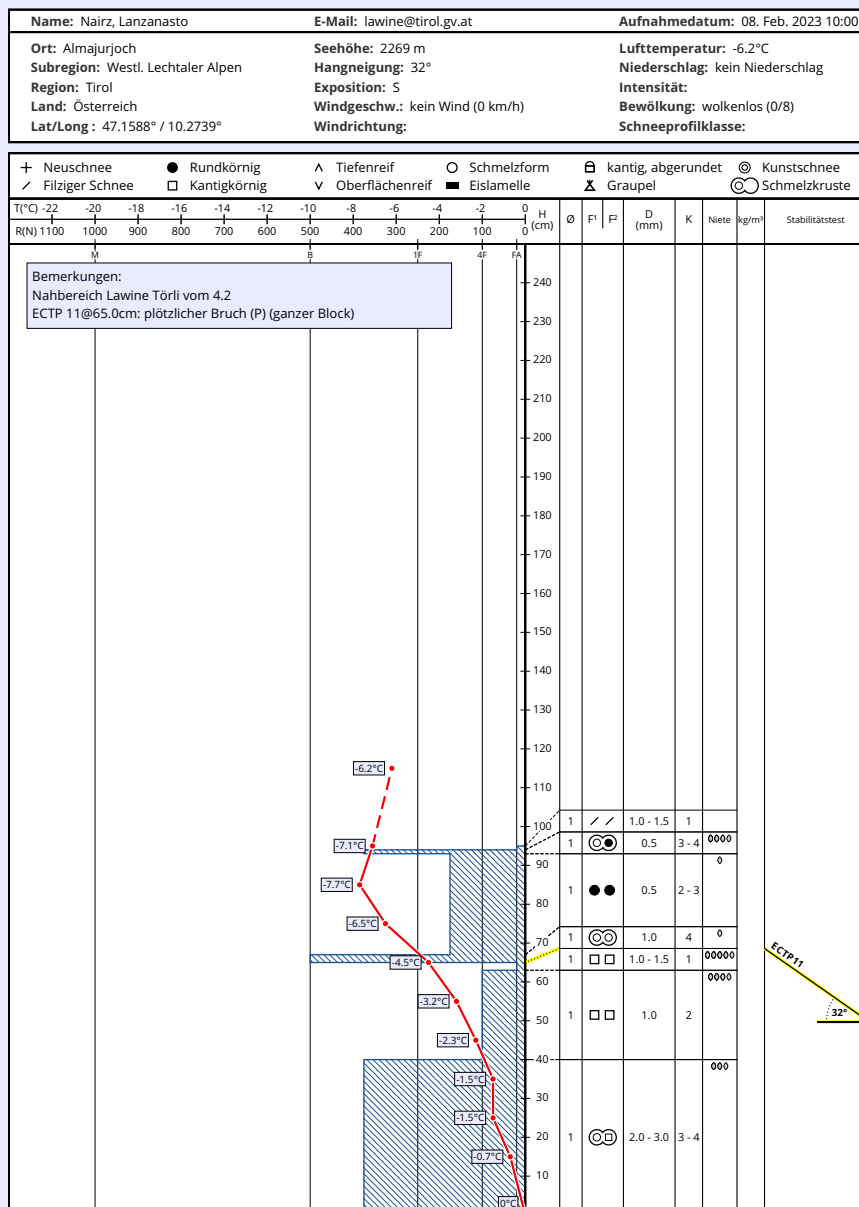 Name: Nairz, Lanzanasto E-Mail: lawine@tirol.gv.at Aufnahmedatum: 08. Feb. 2023 10:00
Ort: Almajurjoch Seehöhe: 2269 m Lufttemperatur: -6.2°C
Subregion: Westl. Lechtaler Alpen Hangneigung: 32° Niederschlag: kein Niederschlag
Region: Tirol Exposition: S Intensität:
Land: Österreich Windgeschw.: kein Wind (0 km/h) Bewölkung: wolkenlos (0/8)
Lat/Long : 47.1588° / 10.2739° Windrichtung: Schneeprofilklasse:
Neuschnee Rundkörnig Tiefenreif Schmelzform kantig, abgerundet Kunstschnee
Filziger Schnee Kantigkörnig Oberflächenreif Eislamelle Graupel Schmelzkruste
T(°C) -22 -20 -18 -16 -14 -12 -10 -8 -6 -4 -2 0 H (cm) Ø F¹ F² D (mm) K Niete kg/m³ Stabilitätstest
R(N) 1100 1000 900 800 700 600 500 400 300 200 100 0
M B 1F 4F FA
Bemerkungen:
Nahbereich Lawine Törli vom 4.2
ECTP 11@65.0cm: plötzlicher Bruch (P) (ganzer Block)
240
230
220
210
200
190
180
170
160
150
140
130
120
-6.2°C
110
100 1 1.0 - 1.5 1
-7.1°C 1 0.5 3 - 4
90
-7.7°C 1 0.5 2 - 3
80
-6.5°C
70 1 1.0 4
-4.5°C 1 1.0 - 1.5 1 ECTP11
60
-3.2°C
50 1 1.0 2 32°
-2.3°C
40
-1.5°C
30
-1.5°C
20 1 2.0 - 3.0 3 - 4
-0.7°C
10
0°C